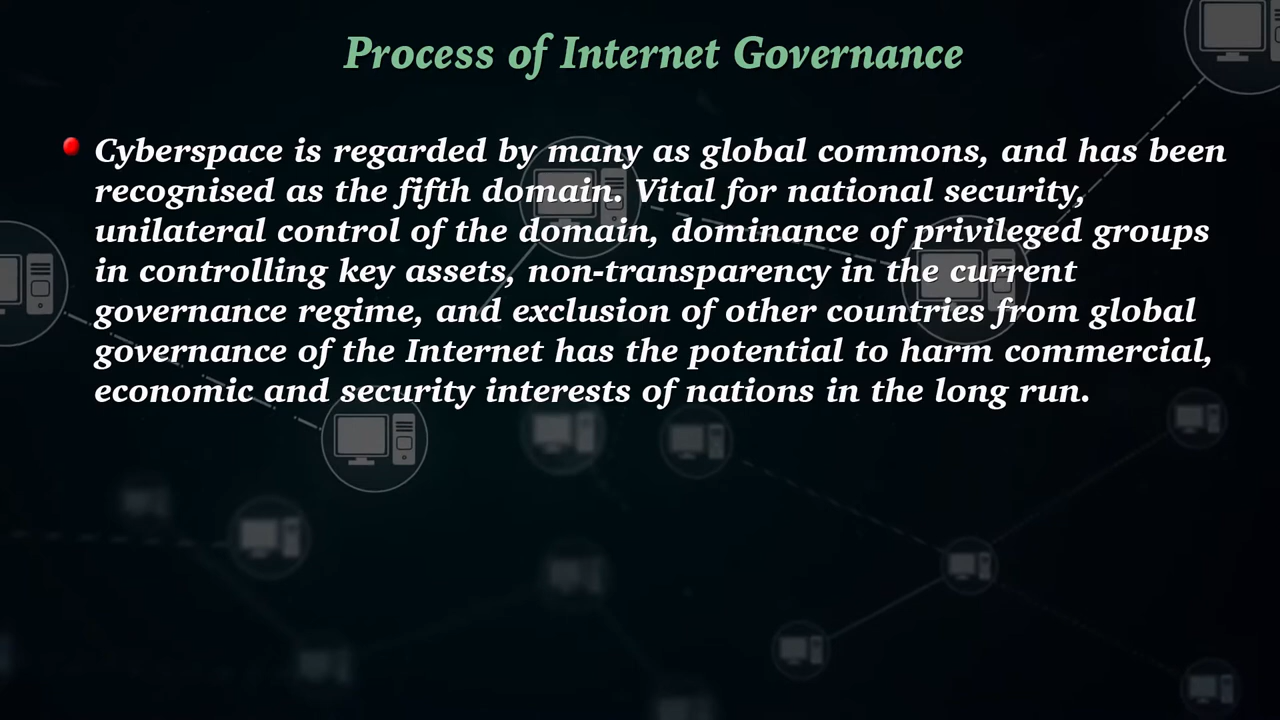 Process of Internet Governance
Cyberspace is regarded by many as global commons, and has been
recognised as the fifth domain. Vital for national security,
unilateral control of the domain, dominance of privileged groups
in controlling key assets, non-transparency in the current
governance regime, and exclusion of other countries from global
governance of the Internet has the potential to harm commercial,
economic and security interests of nations in the long run.